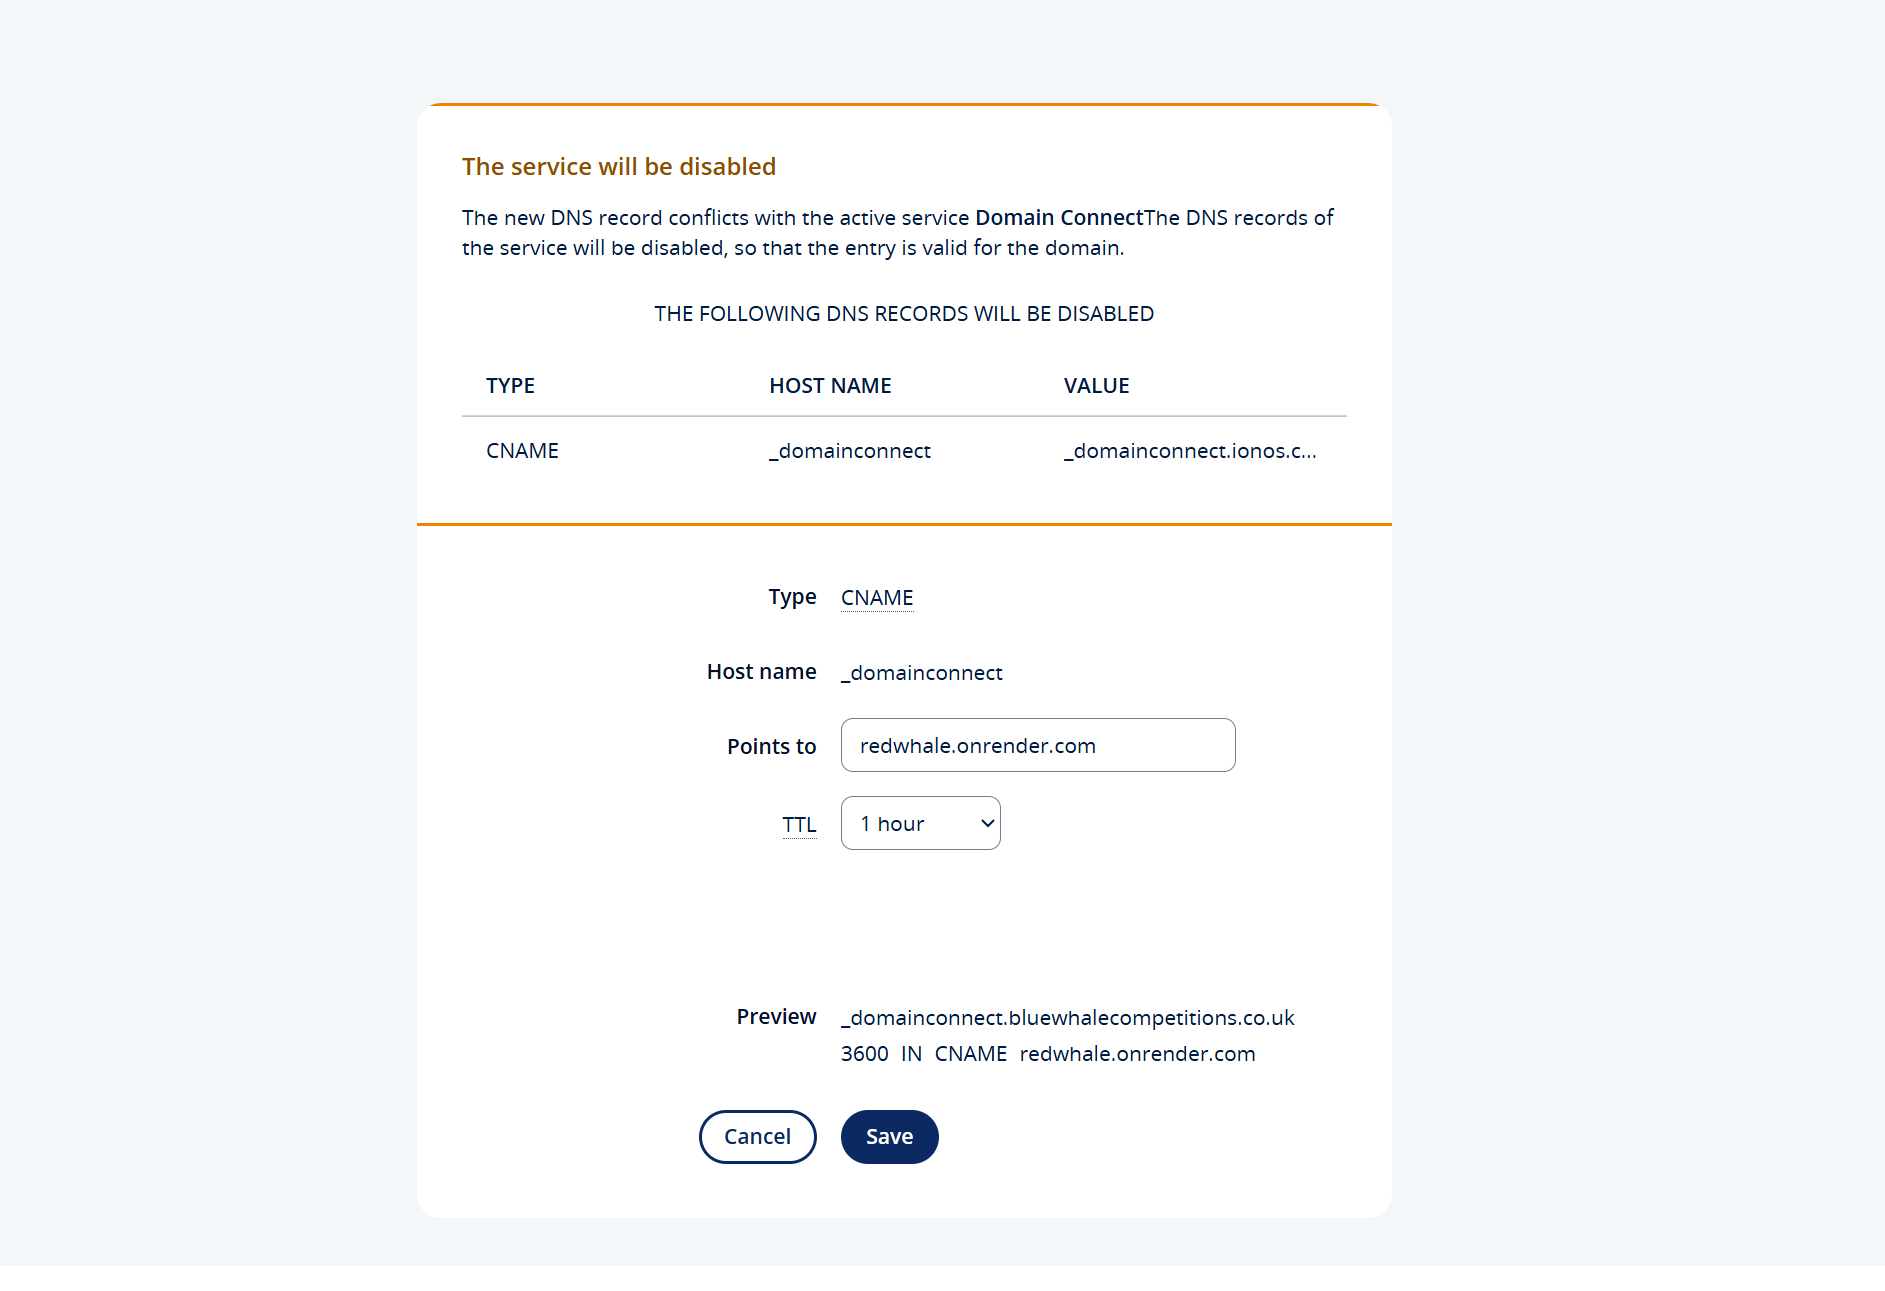 The service will be disabled
The new DNS record conflicts with the active service Domain ConnectThe DNS records of
the service will be disabled, so that the entry is valid for the domain.
THE FOLLOWING DNS RECORDS WILL BE DISABLED
TYPE HOST NAME VALUE
CNAME _domainconnect _domainconnect.ionos.c...
Type CNAME
Host name _domainconnect
Points to redwhale.onrender.com
TTL 1 hour
Preview _domainconnect.bluewhalecompetitions.co.uk
3600 IN CNAME redwhale.onrender.com
Cancel Save